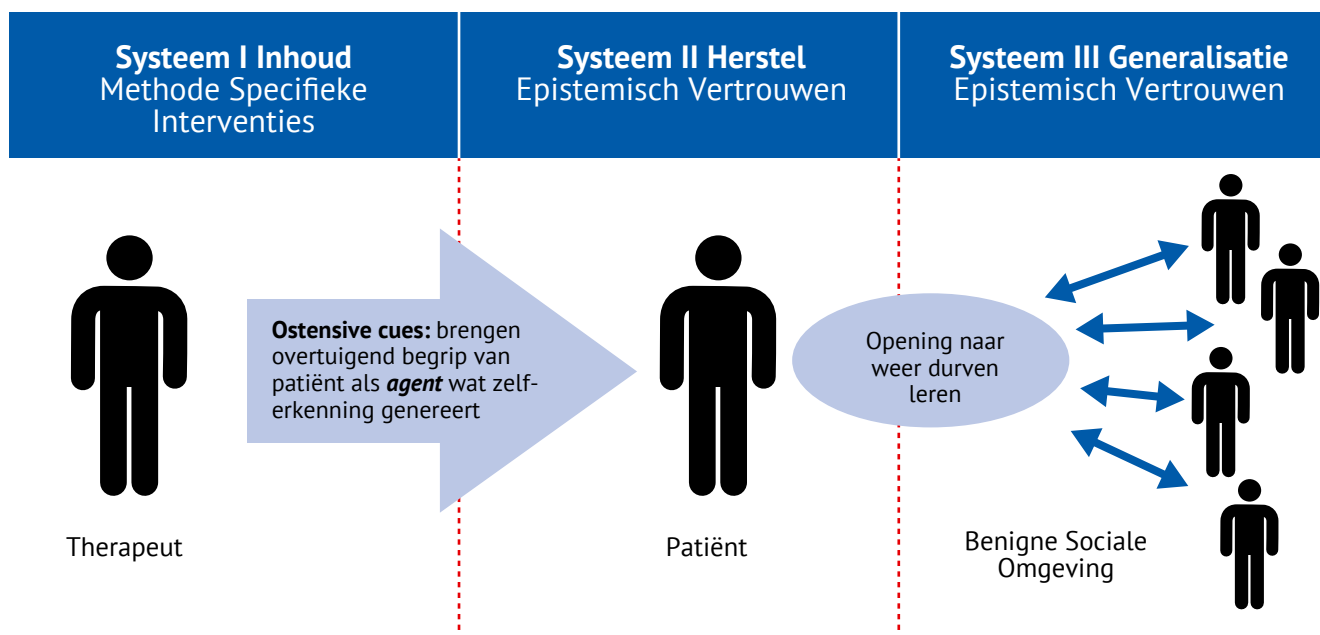 Systeem I Inhoud
Methode Specifieke
Interventies
Systeem II Herstel
Epistemisch Vertrouwen
Systeem III Generalisatie
Epistemisch Vertrouwen
Ostensive cues: brengen
overtuigend begrip van
patiënt als agent wat zelf-
erkenning genereert
Opening naar
weer durven
leren
Therapeut
Patiënt
Benigne Sociale
Omgeving